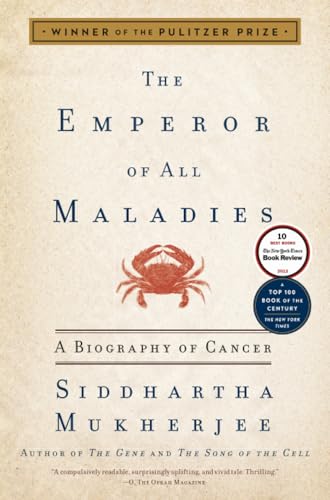 WINNER OF THE PULITZER PRIZE
THE
EMPEROR
OF ALL
MALADIES
10
BEST BOOKS
The New York Times
Book Review
A TOP 100
BOOK OF THE
CENTURY
THE NEW YORK
TIMES
A BIOGRAPHY OF CANCER
SIDDHARTHA
MUKHERJEE
AUTHOR OF THE GENE AND THE SONG OF THE CELL
"A compulsively readable, surprisingly uplifting, and vivid tale. Thrilling."
—O, THE OPRAH MAGAZINE